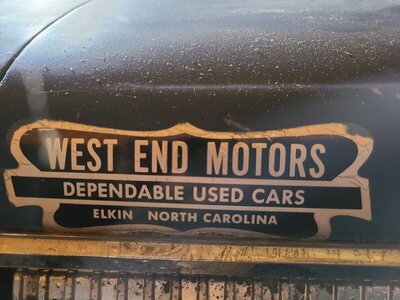 WEST END MOTORS
DEPENDABLE USED CARS
ELKIN NORTH CAROLINA